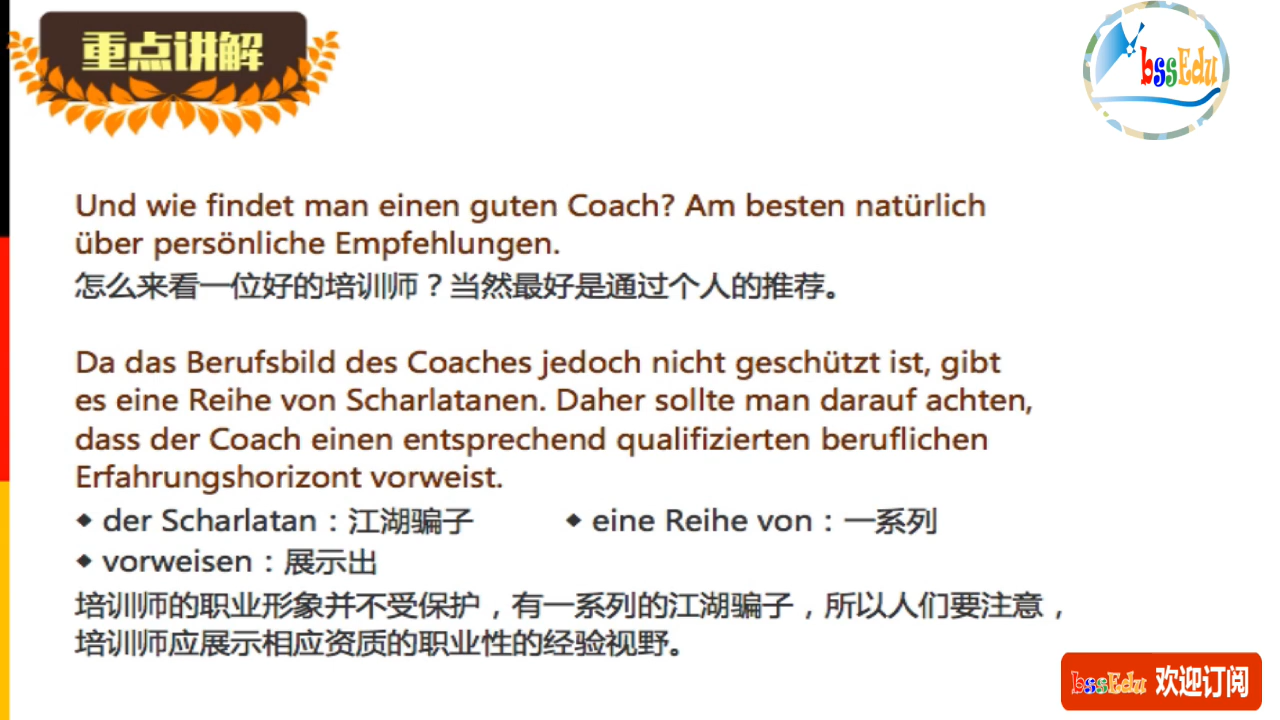 重点讲解
bssEdu
Und wie findet man einen guten Coach? Am besten natürlich
über persönliche Empfehlungen.
怎么来看一位好的培训师？当然最好是通过个人的推荐。
Da das Berufsbild des Coaches jedoch nicht geschützt ist, gibt
es eine Reihe von Scharlatanen. Daher sollte man darauf achten,
dass der Coach einen entsprechend qualifizierten beruflichen
Erfahrungshorizont vorweist.
◆ der Scharlatan：江湖骗子 ◆ eine Reihe von：一系列
◆ vorweisen：展示出
培训师的职业形象并不受保护，有一系列的江湖骗子，所以人们要注意，
培训师应展示相应资质的职业性的经验视野。
bssEdu 欢迎订阅